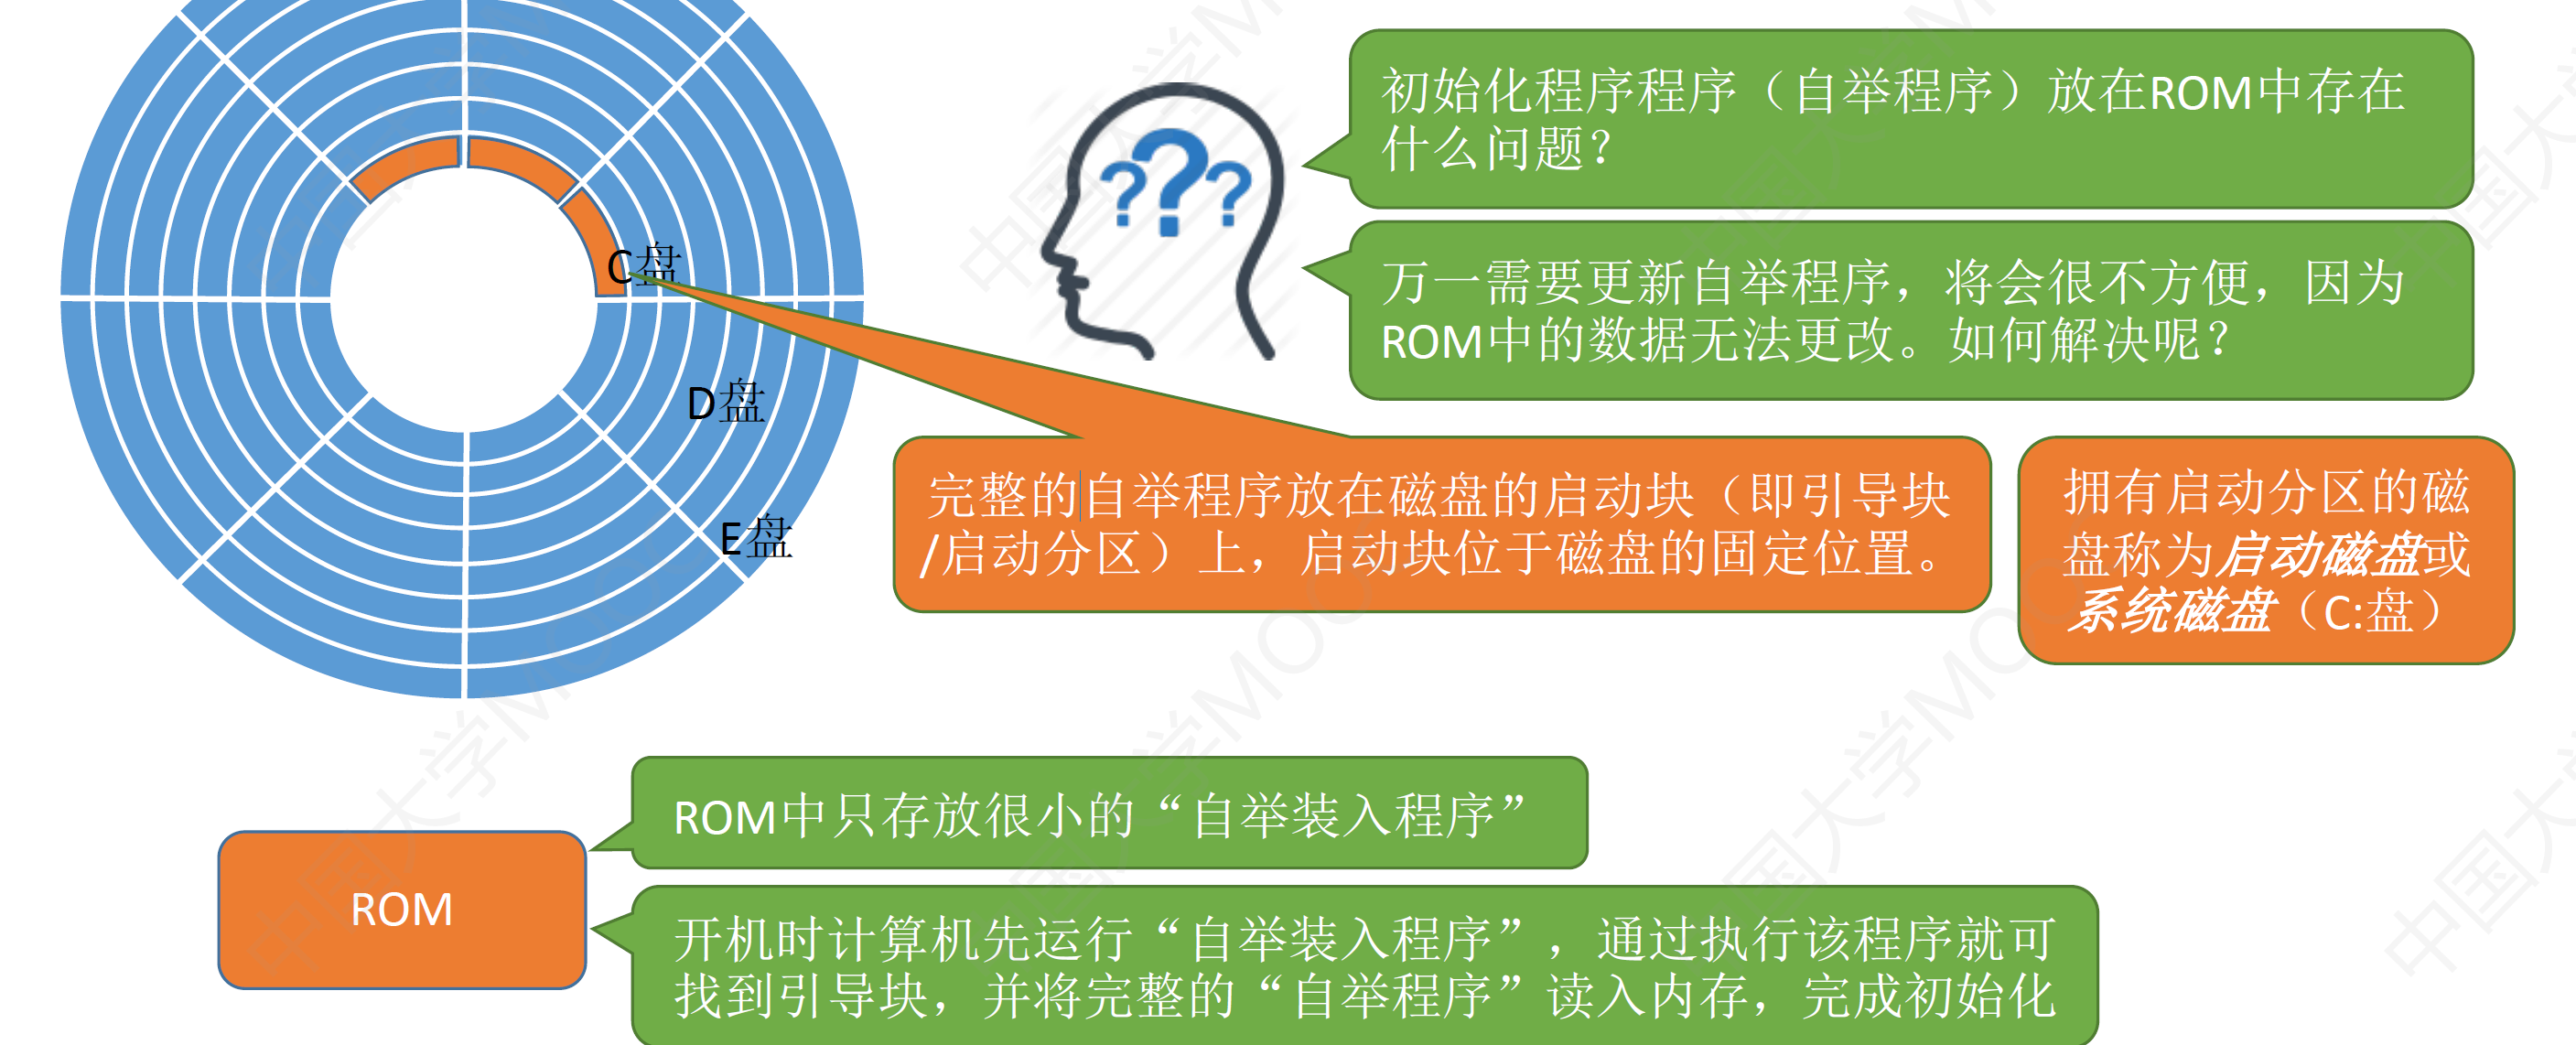 初始化程序程序（自举程序）放在ROM中存在
什么问题？
万一需要更新自举程序，将会很不方便，因为
ROM中的数据无法更改。如何解决呢？
C盘
D盘
E盘
完整的自举程序放在磁盘的启动块（即引导块
/启动分区）上，启动块位于磁盘的固定位置。
拥有启动分区的磁
盘称为启动磁盘或
系统磁盘（C:盘）
ROM中只存放很小的“自举装入程序”
ROM
开机时计算机先运行“自举装入程序”，通过执行该程序就可
找到引导块，并将完整的“自举程序”读入内存，完成初始化
中国大学MOOC